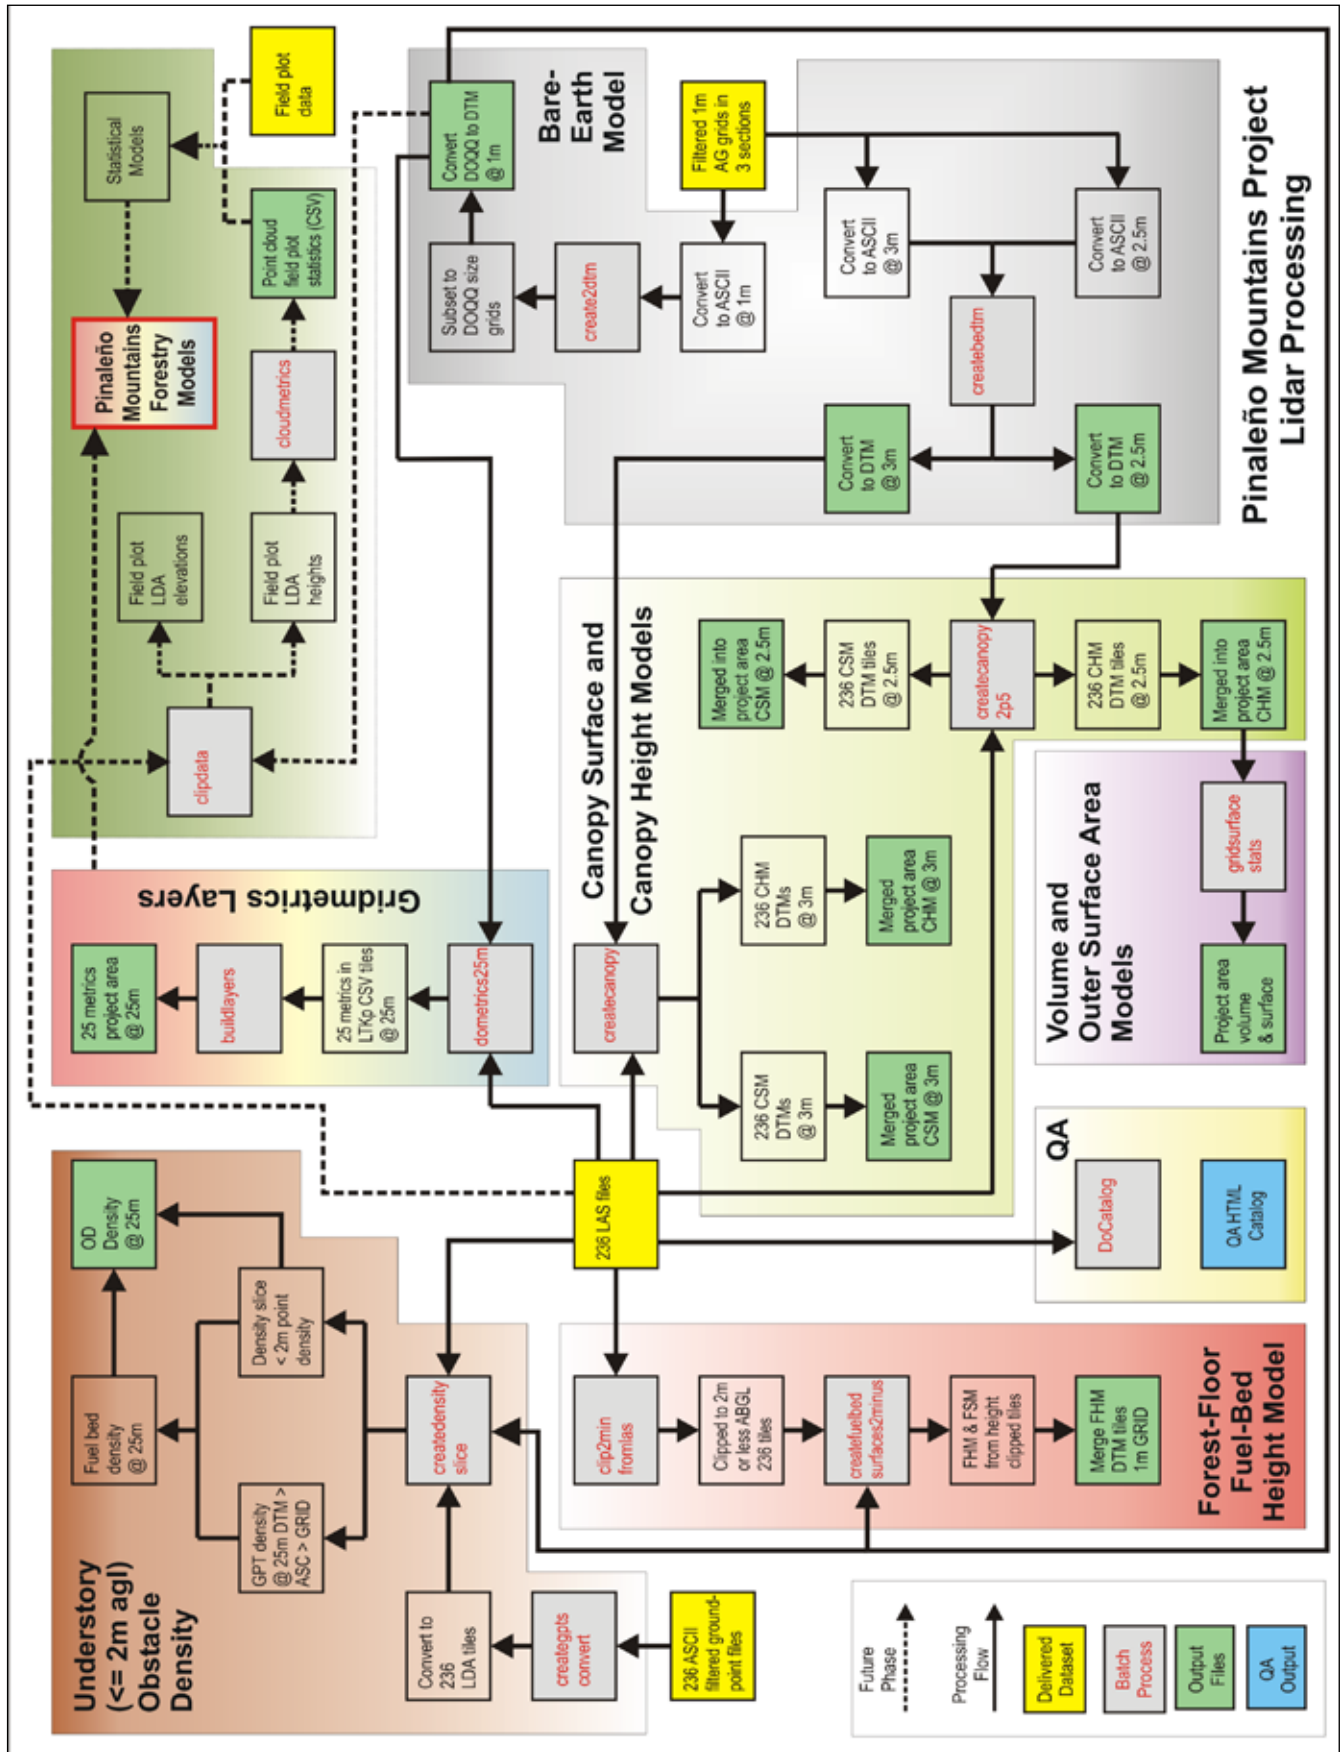 Understory
(<= 2m agl)
Obstacle
Density
GPT density
@ 25m DTM >
ASC > GRID
Fuel bed
density
@ 25m
OD
Density
@ 25m
Density slice
< 2m point
density
createdensity
slice
Convert to
236
LDA tiles
creategpts
convert
236 ASCII
filtered ground-
point files
236 LAS files
Gridmetrics Layers
25 metrics
project area
@ 25m
buildlayers
25 metrics in
LTKp CSV tiles
@ 25m
dometrics25m
clipdata
Field plot
LDA
elevations
Field plot
LDA
heights
cloudmetrics
Point cloud
field plot
statistics (CSV)
Pinaleño
Mountains
Forestry
Models
Statistical
Models
Field plot
data
Bare-
Earth
Model
Convert
DOQQ to DTM
@ 1m
Subset to
DOQQ size
grids
create2dtm
Convert
to ASCII
@ 1m
Filtered 1m
AG grids in
3 sections
Convert
to ASCII
@ 3m
Convert
to ASCII
@ 2.5m
createbedtm
Convert
to DTM
@ 3m
Convert
to DTM
@ 2.5m
Canopy Surface and
Canopy Height Models
createcanopy
236 CSM
DTMs
@ 3m
Merged
project area
CSM @ 3m
236 CHM
DTMs
@ 3m
Merged
project area
CHM @ 3m
Merged into
project area
CSM @ 2.5m
236 CSM
DTM tiles
@ 2.5m
createcanopy
2p5
236 CHM
DTM tiles
@ 2.5m
Merged into
project area
CHM @ 2.5m
Volume and
Outer Surface Area
Models
gridsurface
stats
Project area
volume
& surface
QA
DoCatalog
QA HTML
Catalog
clip2min
fromlas
Clipped to 2m
or less ABGL
236 tiles
createfuelbed
surfaces2minus
FHM & FSM
from height
clipped tiles
Merge FHM
DTM tiles
1m GRID
Forest-Floor
Fuel-Bed
Height Model
Future
Phase
Processing
Flow
Delivered
Dataset
Batch
Process
Output
Files
QA
Output
Pinaleño Mountains Project
Lidar Processing